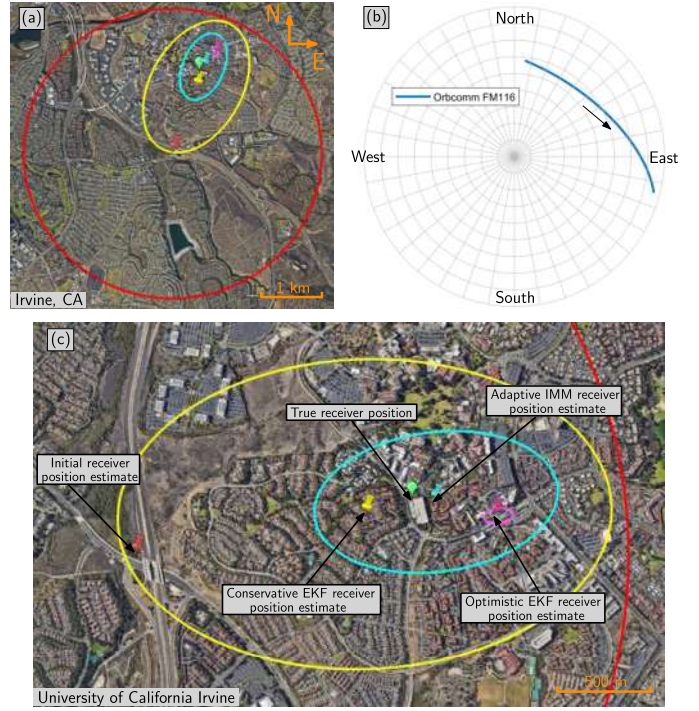 (a)
N
E
Irvine, CA
1 km
(b)
North
Orbcomm FM116
West
East
South
(c)
True receiver position
Adaptive IMM receiver
position estimate
Initial receiver
position estimate
Conservative EKF receiver
position estimate
Optimistic EKF receiver
position estimate
University of California Irvine
500 m